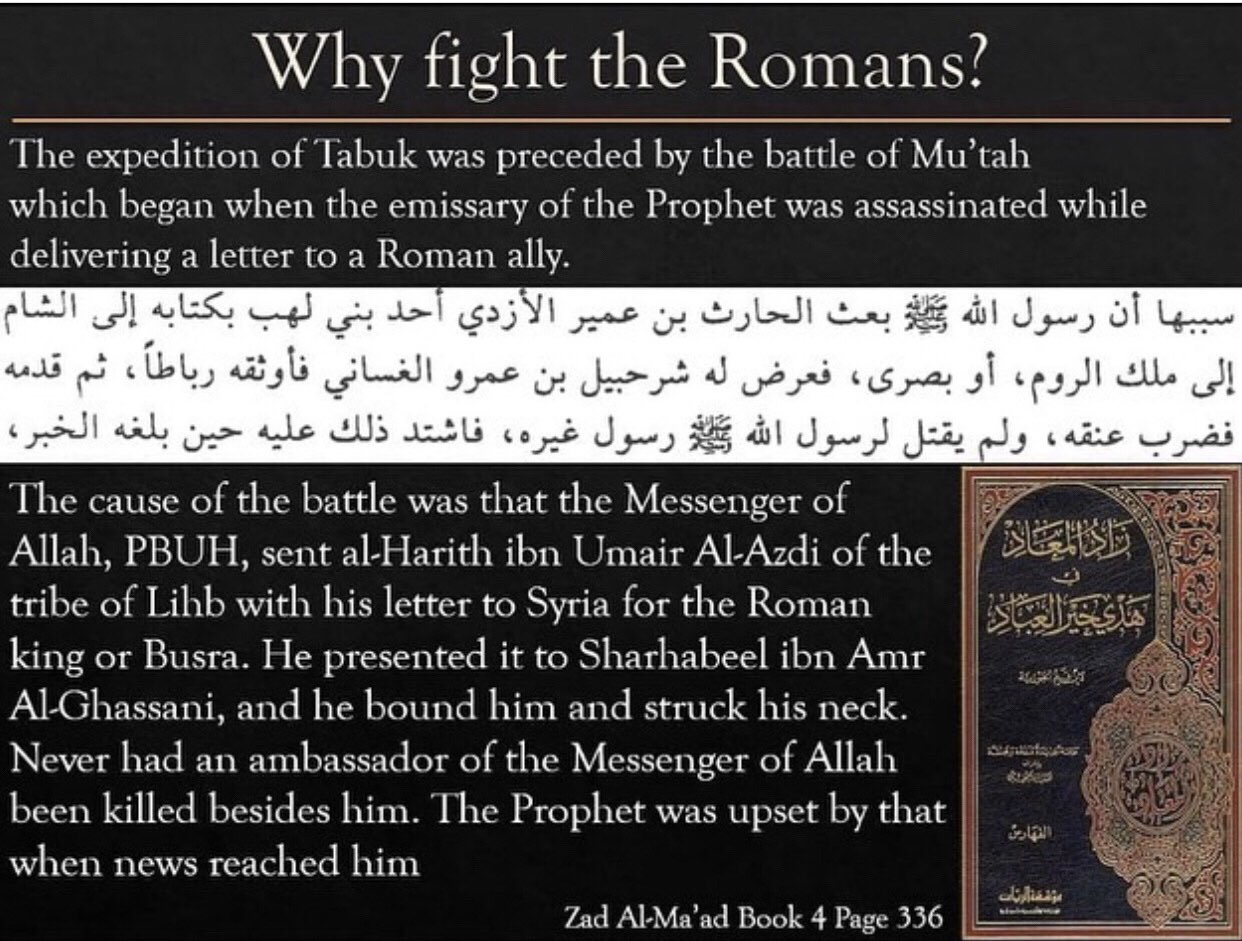 Why fight the Romans?
The expedition of Tabuk was preceded by the battle of Mu'tah
which began when the emissary of the Prophet was assassinated while
delivering a letter to a Roman ally.
سببها أن رسول الله ﷺ بعث الحارث بن عمير الأزدي أحد بني لهب بكتابه إلى الشام
إلى ملك الروم، أو بصرى، فعرض له شرحبيل بن عمرو الغساني فأوثقه رباطاً، ثم قدمه
فضرب عنقه، ولم يقتل لرسول الله ﷺ رسول غيره، فاشتد ذلك عليه حين بلغه الخبر،
The cause of the battle was that the Messenger of
Allah, PBUH, sent al-Harith ibn Umair Al-Azdi of the
tribe of Lihb with his letter to Syria for the Roman
king or Busra. He presented it to Sharhabeel ibn Amr
Al-Ghassani, and he bound him and struck his neck.
Never had an ambassador of the Messenger of Allah
been killed besides him. The Prophet was upset by that
when news reached him
Zad Al-Ma'ad Book 4 Page 336
زاد المعاد
في
هدي خير العباد
لابن قيم الجوزية
الفهارس
مؤسسة الريان